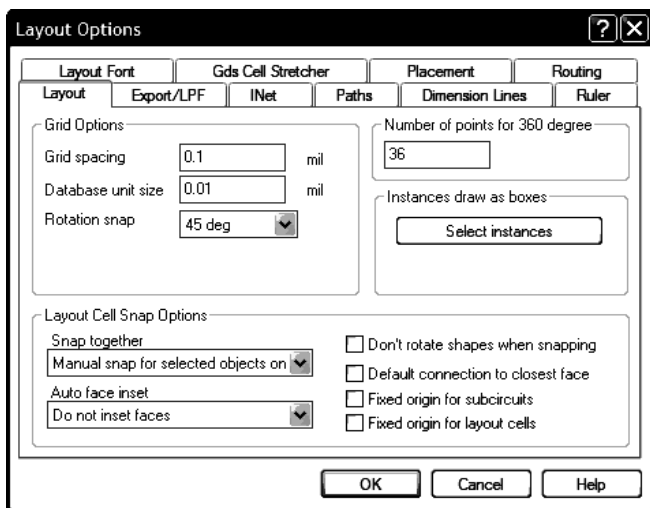 Layout Options
Layout Font Gds Cell Stretcher Placement Routing
Layout Export/LPF INet Paths Dimension Lines Ruler
Grid Options
Grid spacing 0.1 mil
Database unit size 0.01 mil
Rotation snap 45 deg
Number of points for 360 degree
36
Instances draw as boxes
Select instances
Layout Cell Snap Options
Snap together
Manual snap for selected objects on
Auto face inset
Do not inset faces
Don't rotate shapes when snapping
Default connection to closest face
Fixed origin for subcircuits
Fixed origin for layout cells
OK Cancel Help